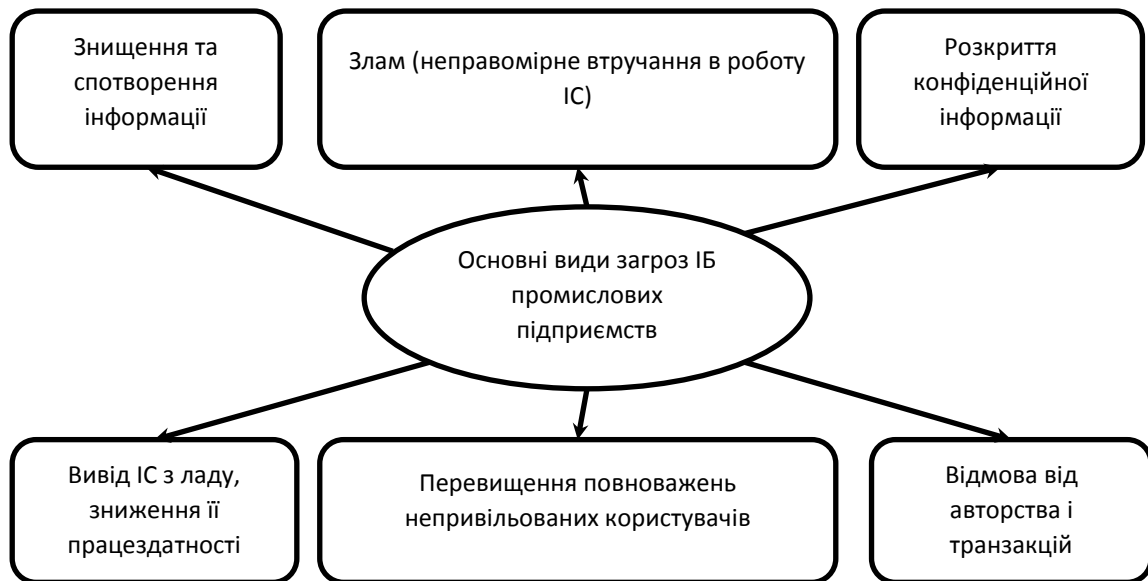 Знищення та
спотворення
інформації
Злам (неправомірне втручання в роботу
ІС)
Розкриття
конфіденційної
інформації
Основні види загроз ІБ
промислових
підприємств
Вивід ІС з ладу,
зниження її
працездатності
Перевищення повноважень
непривільованих користувачів
Відмова від
авторства і
транзакцій